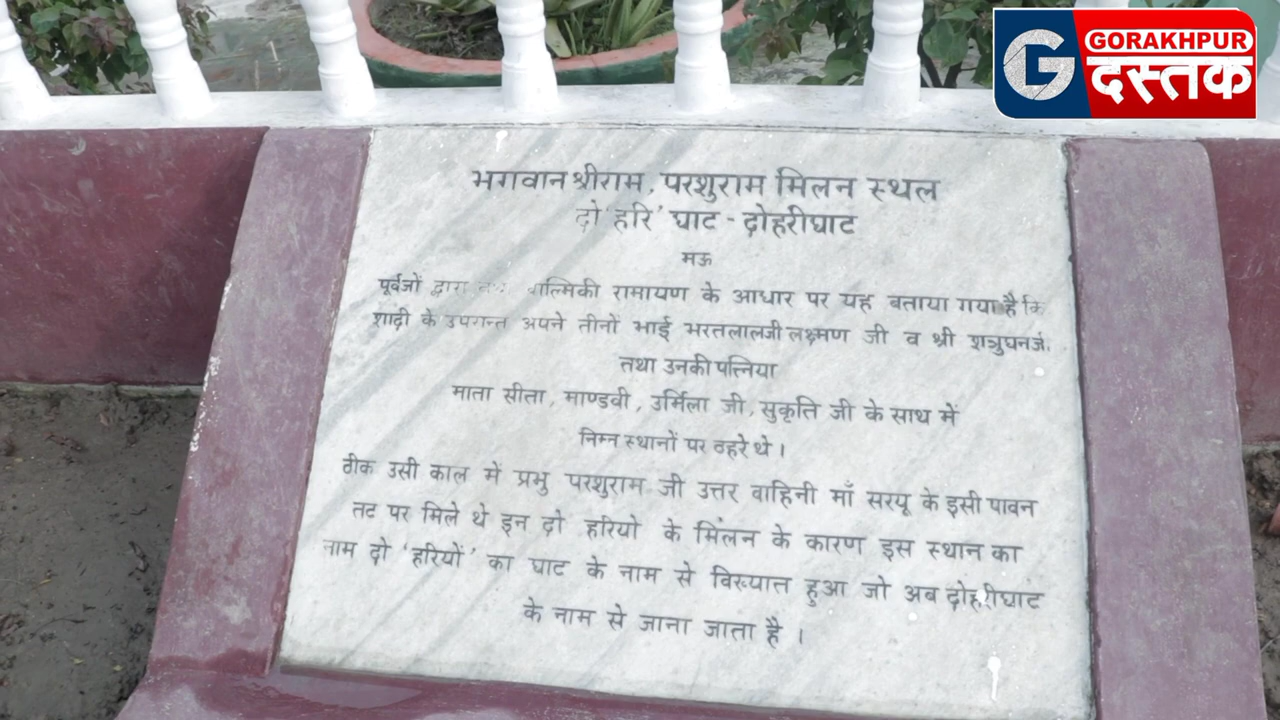 GORAKHPUR
दस्तक
भगवान श्रीराम, परशुराम मिलन स्थल
दो 'हरि' घाट - दोहरीघाट
मऊ
पूर्वजों द्वारा वाल्मिकी रामायण के आधार पर यह बताया गया है कि
शादी के उपरान्त अपने तीनों भाई भरतलालजी लक्ष्मण जी व श्री शत्रुघनजी
तथा उनकी पत्निया
माता सीता, माण्डवी, उर्मिला जी, सुकृति जी के साथ में
निम्न स्थानों पर ठहरे थे ।
ठीक उसी काल में प्रभु परशुराम जी उत्तर वाहिनी माँ सरयू के इसी पावन
तट पर मिले थे इन दो हरियो के मिंलन के कारण इस स्थान का
नाम दो 'हरियों' का घाट के नाम से विख्यात हुआ जो अब दोहरीघाट
के नाम से जाना जाता है ।